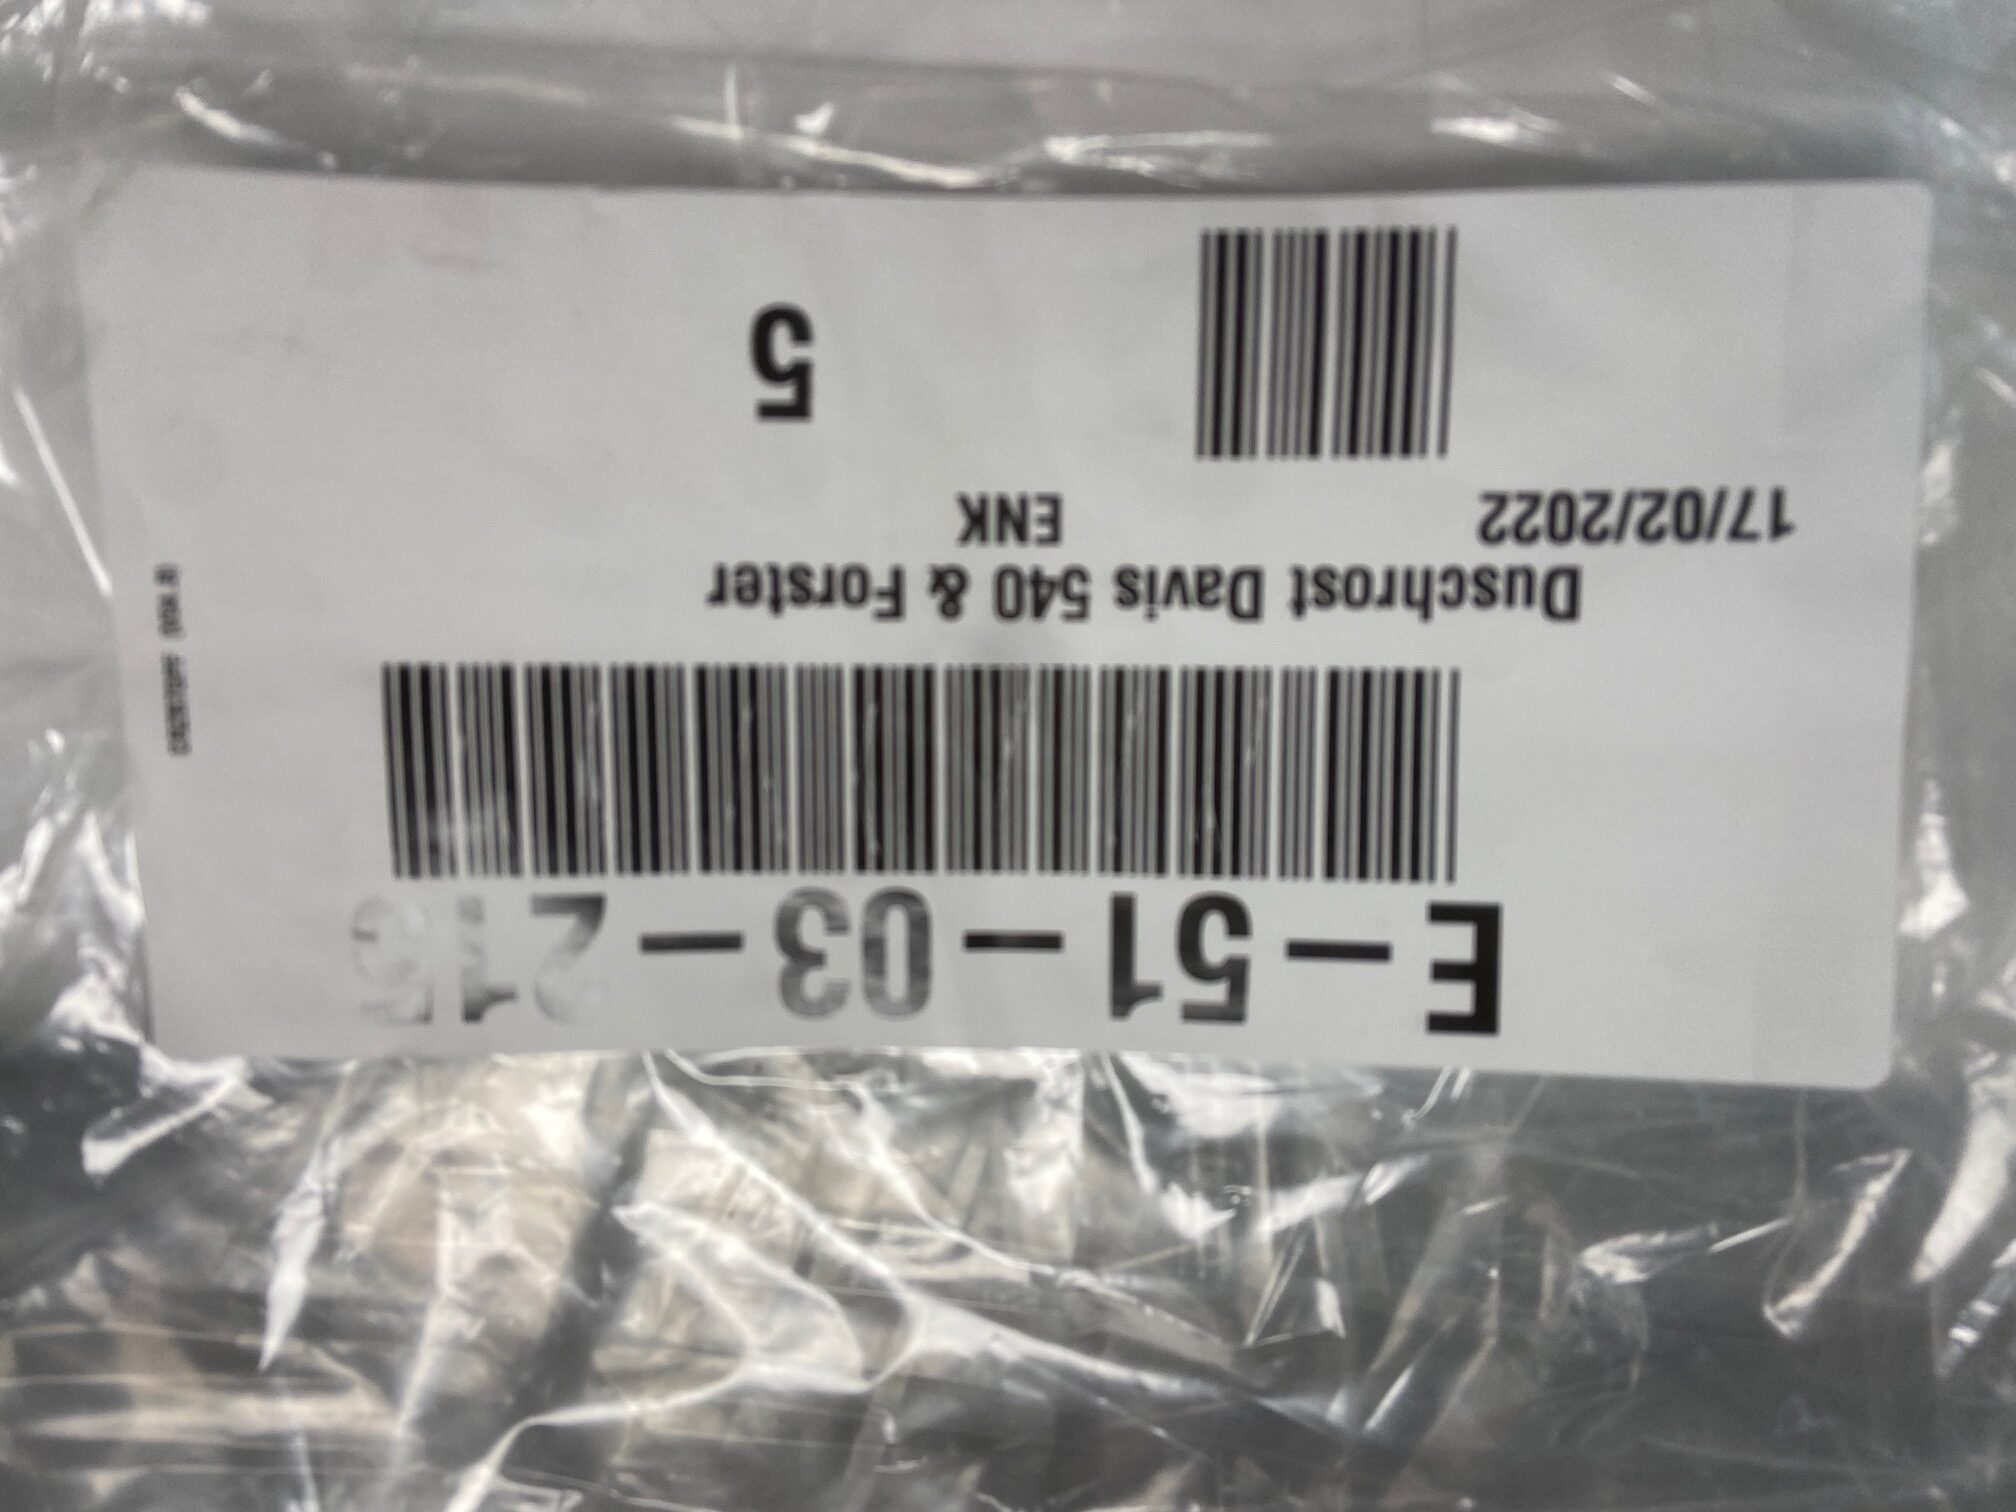 E-51-03-215
Duschrost Davis 540 & Forster
17/02/2022 ENK
5